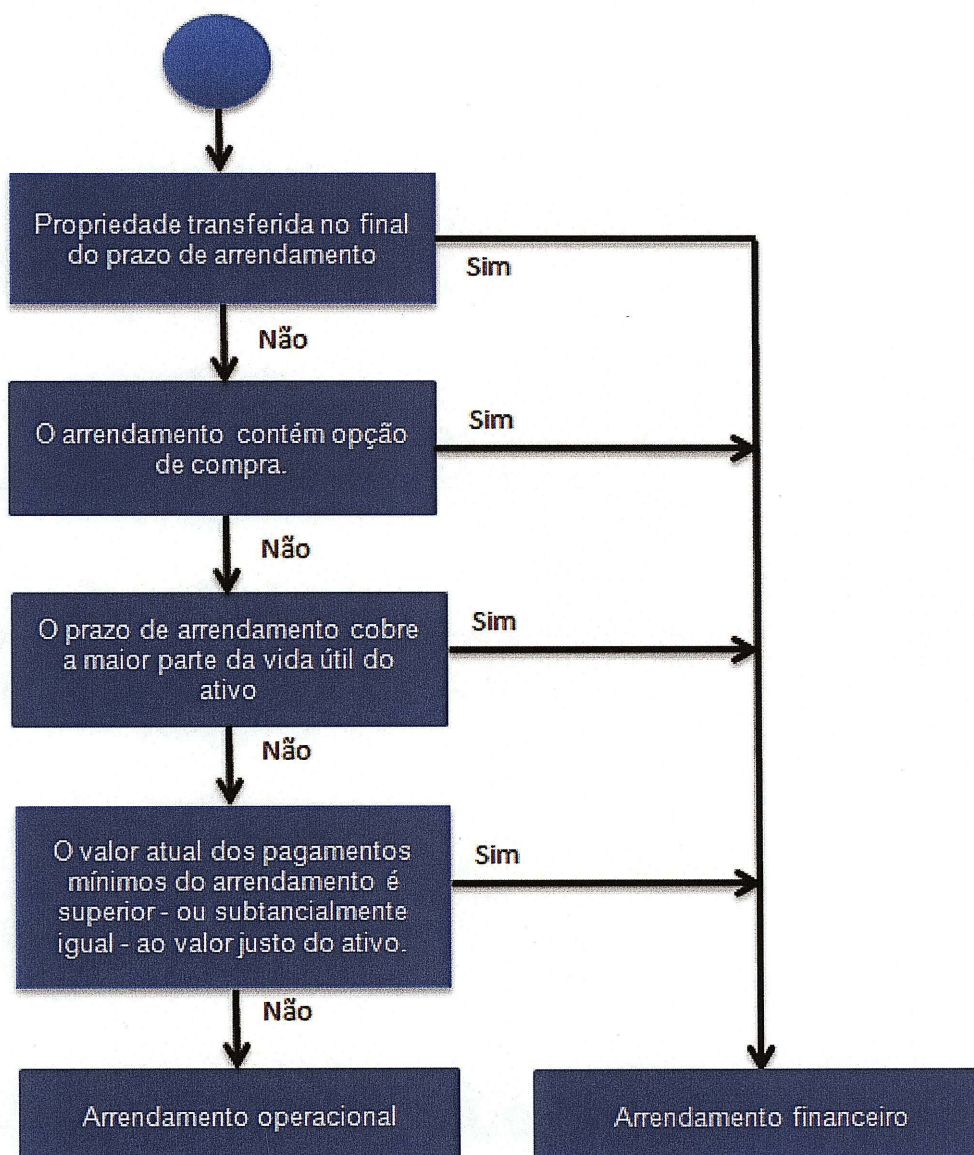 Propriedade transferida no final
do prazo de arrendamento
Sim
Não
O arrendamento contém opção
de compra.
Sim
Não
O prazo de arrendamento cobre
a maior parte da vida útil do
ativo
Sim
Não
O valor atual dos pagamentos
mínimos do arrendamento é
superior - ou subtancialmente
igual - ao valor justo do ativo.
Sim
Não
Arrendamento operacional
Arrendamento financeiro